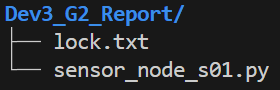 Dev3_G2_Report/
├── lock.txt
└── sensor_node_s01.py